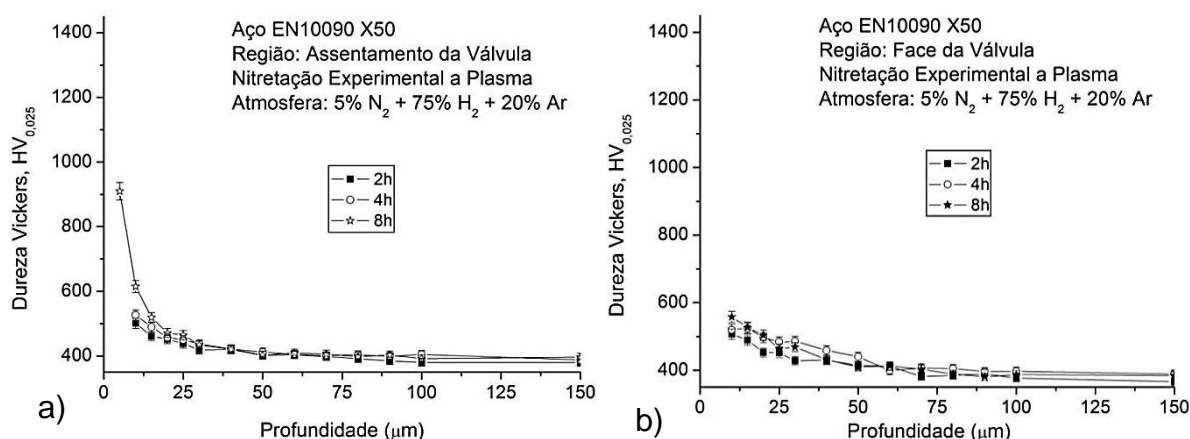 Aço EN10090 X50
Região: Assentamento da Válvula
Nitretação Experimental a Plasma
Atmosfera: 5% N₂ + 75% H₂ + 20% Ar
1400
1200
1000
800
600
400
Dureza Vickers, HV₀,₀₂₅
2h
4h
8h
0 25 50 75 100 125 150
Profundidade (μm)
a)
Aço EN10090 X50
Região: Face da Válvula
Nitretação Experimental a Plasma
Atmosfera: 5% N₂ + 75% H₂ + 20% Ar
1400
1200
1000
800
600
400
Dureza Vickers, HV₀,₀₂₅
2h
4h
8h
0 25 50 75 100 125 150
Profundidade (μm)
b)